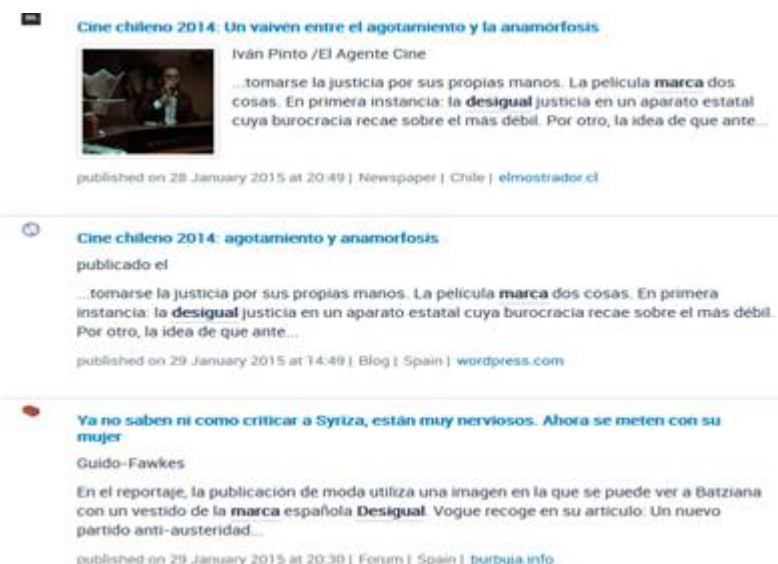 Cine chileno 2014: Un vaivén entre el agotamiento y la anamórfosis
Iván Pinto /El Agente Cine
...tomarse la justicia por sus propias manos. La película marca dos
cosas. En primera instancia: la desigual justicia en un aparato estatal
cuya burocracia recae sobre el más débil. Por otro, la idea de que ante...
published on 28 January 2015 at 20:49 | Newspaper | Chile | elmostrador.cl
Cine chileno 2014: agotamiento y anamorfosis
publicado el
...tomarse la justicia por sus propias manos. La película marca dos cosas. En primera
instancia: la desigual justicia en un aparato estatal cuya burocracia recae sobre el más débil.
Por otro, la idea de que ante...
published on 29 January 2015 at 14:49 | Blog | Spain | wordpress.com
Ya no saben ni como criticar a Syriza, están muy nerviosos. Ahora se meten con su
mujer
Guido-Fawkes
En el reportaje, la publicación de moda utiliza una imagen en la que se puede ver a Batziana
con un vestido de la marca española Desigual. Vogue recoge en su artículo: Un nuevo
partido anti-austeridad...
published on 29 January 2015 at 20:30 | Forum | Spain | burbuja.info